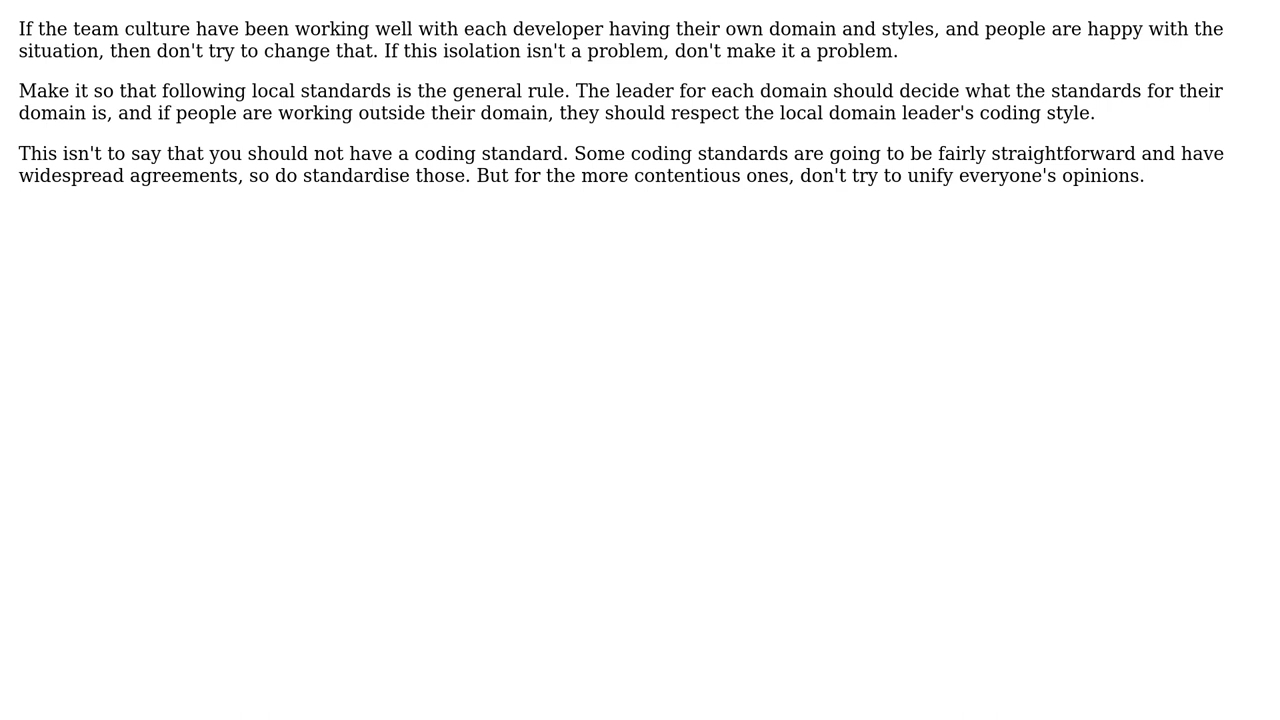 If the team culture have been working well with each developer having their own domain and styles, and people are happy with the
situation, then don't try to change that. If this isolation isn't a problem, don't make it a problem.
Make it so that following local standards is the general rule. The leader for each domain should decide what the standards for their
domain is, and if people are working outside their domain, they should respect the local domain leader's coding style.
This isn't to say that you should not have a coding standard. Some coding standards are going to be fairly straightforward and have
widespread agreements, so do standardise those. But for the more contentious ones, don't try to unify everyone's opinions.